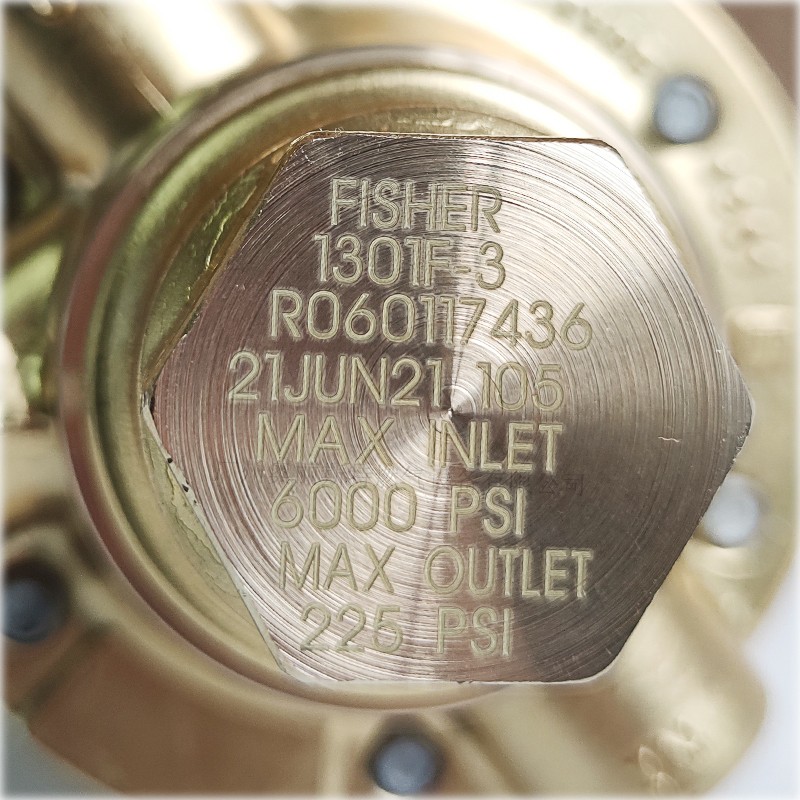 FISHER
1301F-3
R060117436
21JUN21 105
MAX INLET
6000 PSI
MAX OUTLET
225 PSI